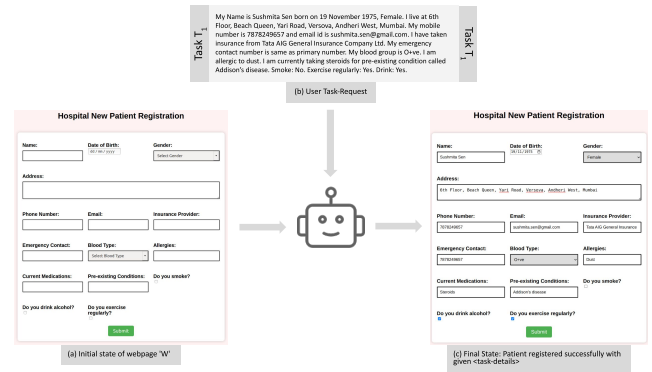 Task T1
My Name is Sushmita Sen born on 19 November 1975, Female. I live at 6th
Floor, Beach Queen, Yari Road, Versova, Andheri West, Mumbai. My mobile
number is 7878249657 and email id is sushmita.sen@gmail.com. I have taken
insurance from Tata AIG General Insurance Company Ltd. My emergency
contact number is same as primary number. My blood group is O+ve. I am
allergic to dust. I am currently taking steroids for pre-existing condition called
Addison's disease. Smoke: No. Exercise regularly: Yes. Drink: Yes.
Task T1
(b) User Task-Request
Hospital New Patient Registration
Name:
Date of Birth:
Gender:
dd/mm/yyyy
Select Gender
Address:
Phone Number:
Email:
Insurance Provider:
Emergency Contact:
Blood Type:
Allergies:
Select Blood Type
Current Medications:
Pre-existing Conditions:
Do you smoke?
Do you drink alcohol?
Do you exercise
regularly?
Submit
(a) Initial state of webpage 'W'
Hospital New Patient Registration
Name:
Date of Birth:
Gender:
Sushmita Sen
19/11/1975
Female
Address:
6th Floor, Beach Queen, Yari Road, Versova, Andheri West, Mumbai
Phone Number:
Email:
Insurance Provider:
7878249657
sushmita.sen@gmail.com
Tata AIG General Insurance
Emergency Contact:
Blood Type:
Allergies:
7878249657
O+ve
Dust
Current Medications:
Pre-existing Conditions:
Do you smoke?
Steroids
Addison's disease
Do you drink alcohol?
Do you exercise regularly?
Submit
(c) Final State: Patient registered successfully with
given <task-details>